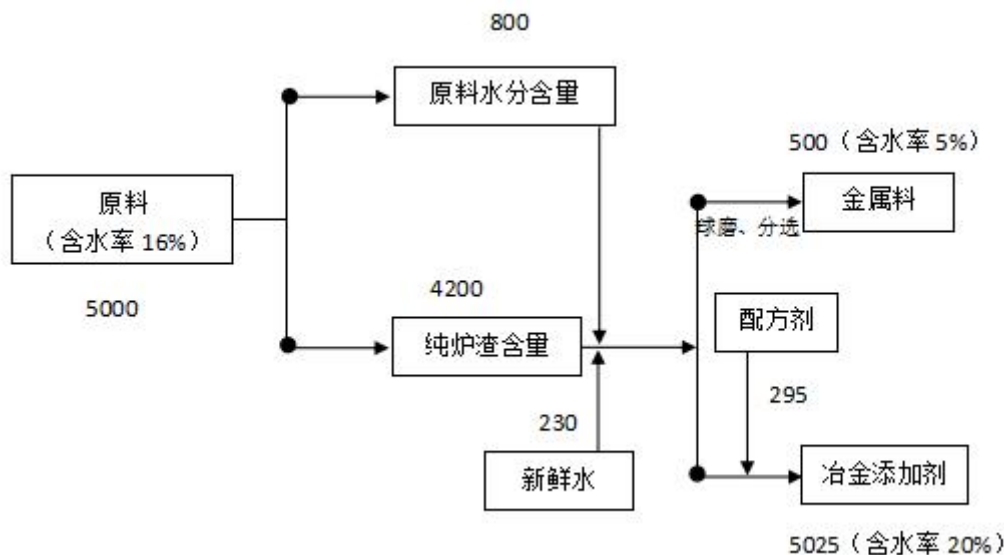 800
原料水分含量
500（含水率 5%）
金属料
球磨、分选
原料
（含水率 16%）
5000
4200
纯炉渣含量
配方剂
295
230
新鲜水
冶金添加剂
5025（含水率 20%）